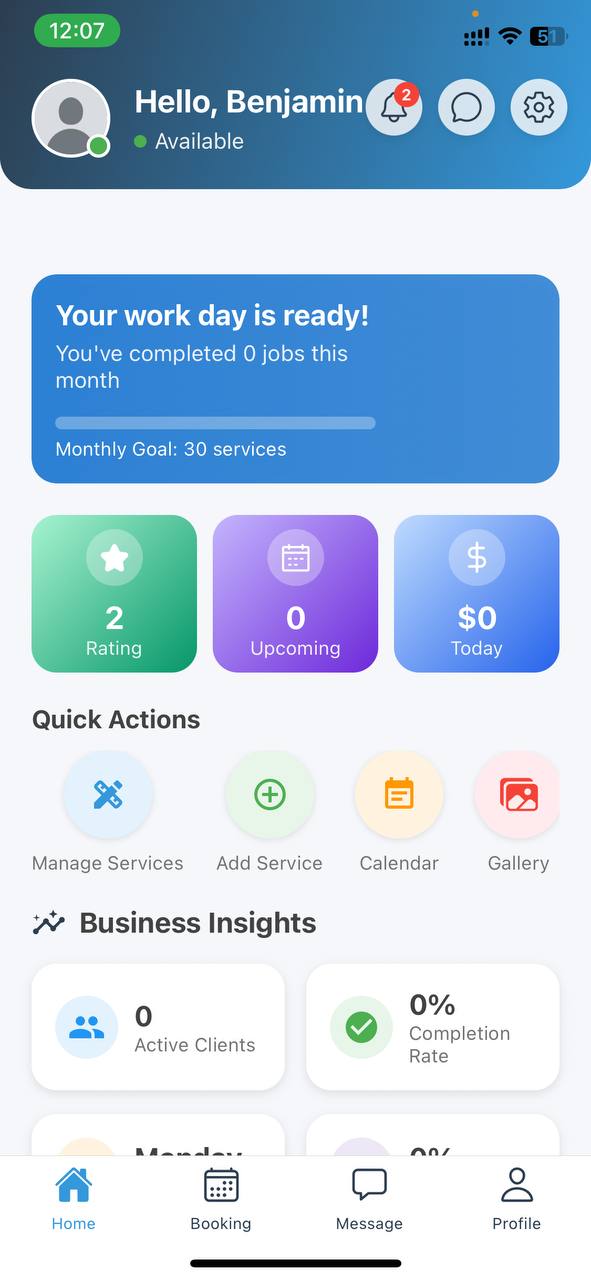 12:07
51
Hello, Benjamin
2
Available
Your work day is ready!
You've completed 0 jobs this
month
Monthly Goal: 30 services
2
Rating
0
Upcoming
$0
Today
Quick Actions
Manage Services
Add Service
Calendar
Gallery
Business Insights
0
Active Clients
0%
Completion
Rate
Monday
0%
Home
Booking
Message
Profile